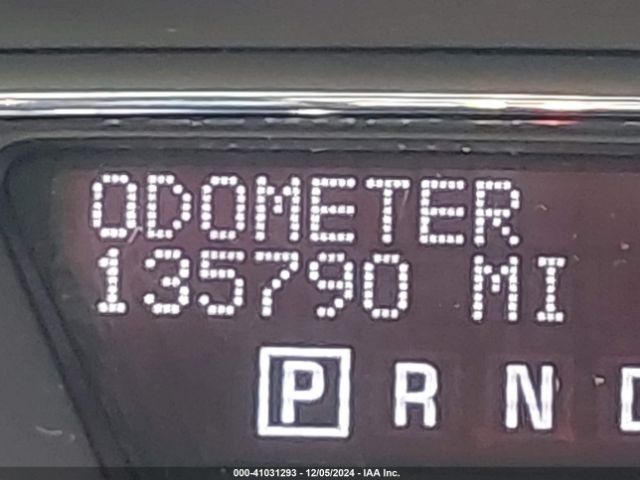 ODOMETER
135790 MI
P R N
000-41031293 - 12/05/2024 - IAA Inc.